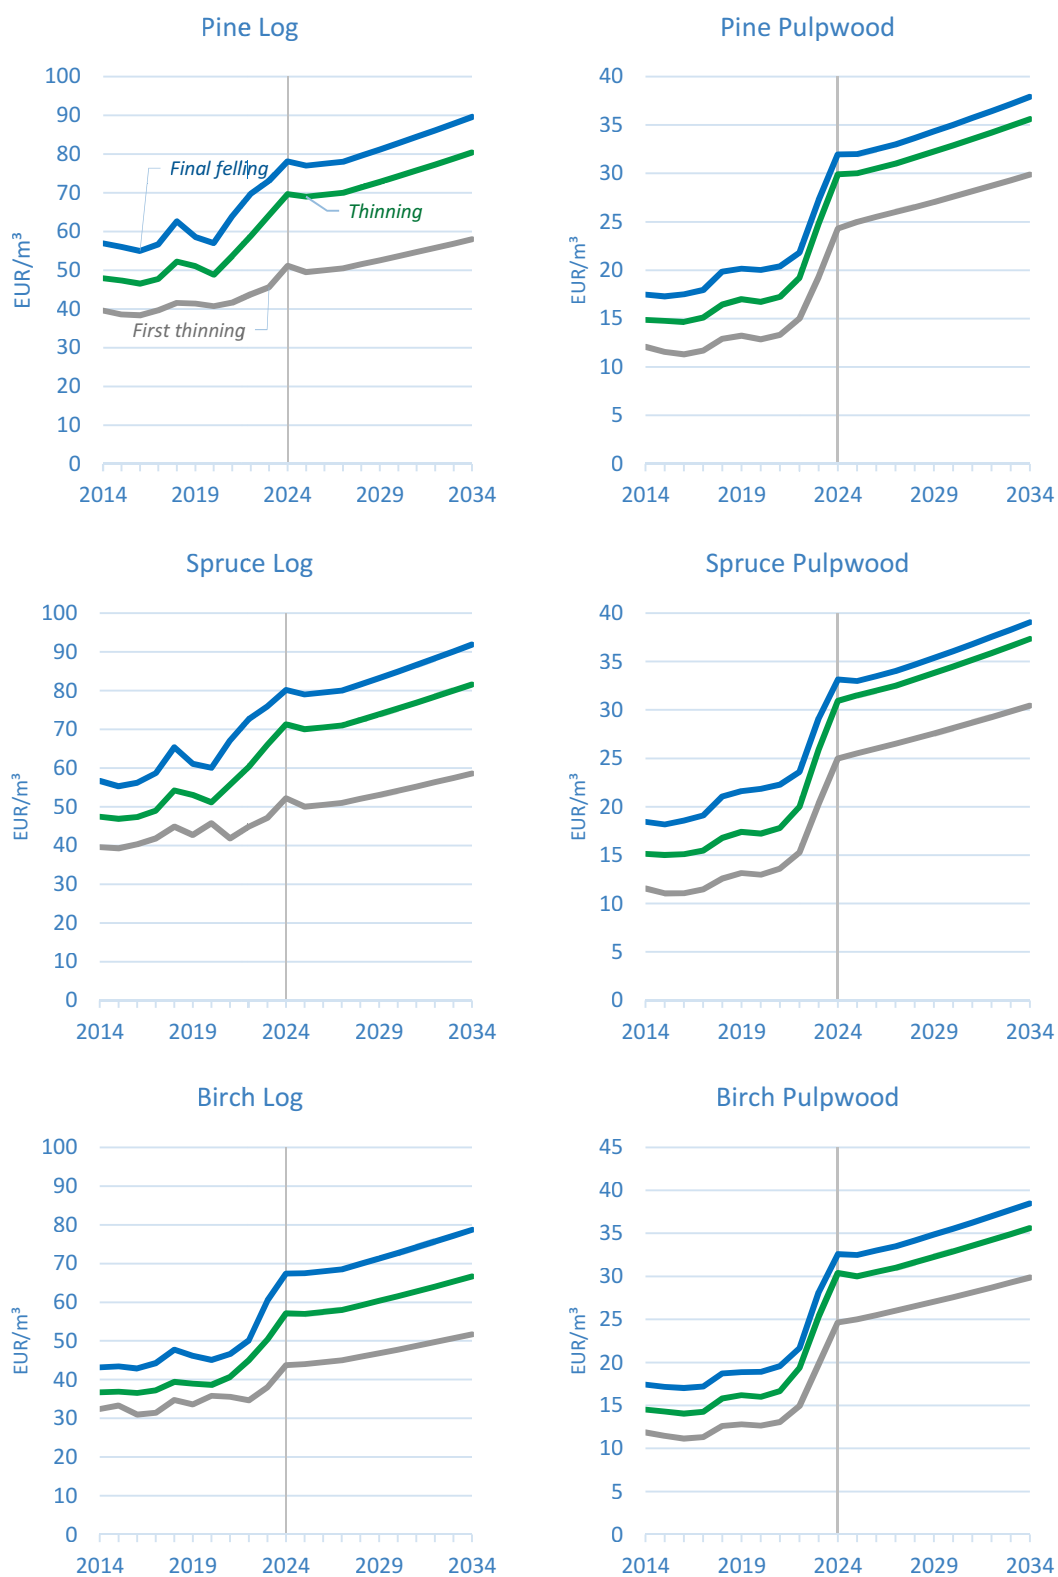 Pine Log
EUR/m³
100
90
80
70
60
50
40
30
20
10
0
Final felling
Thinning
First thinning
2014 2019 2024 2029 2034
Pine Pulpwood
EUR/m³
40
35
30
25
20
15
10
5
0
2014 2019 2024 2029 2034
Spruce Log
EUR/m³
100
90
80
70
60
50
40
30
20
10
0
2014 2019 2024 2029 2034
Spruce Pulpwood
EUR/m³
40
35
30
25
20
15
10
5
0
2014 2019 2024 2029 2034
Birch Log
EUR/m³
100
90
80
70
60
50
40
30
20
10
0
2014 2019 2024 2029 2034
Birch Pulpwood
EUR/m³
45
40
35
30
25
20
15
10
5
0
2014 2019 2024 2029 2034